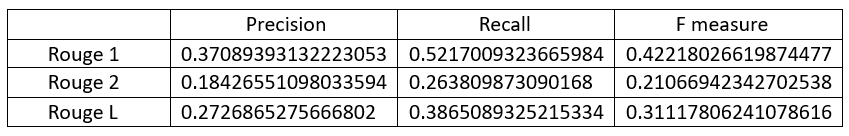 Precision Recall F measure
Rouge 1 0.37089393132223053 0.5217009323665984 0.42218026619874477
Rouge 2 0.18426551098033594 0.263809873090168 0.21066942342702538
Rouge L 0.2726865275666802 0.3865089325215334 0.31117806241078616